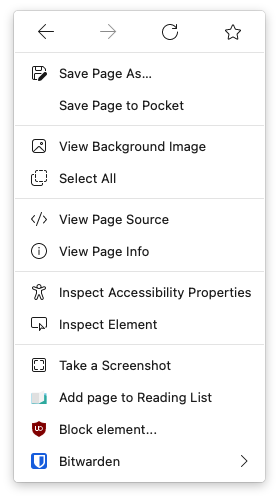 Save Page As...
Save Page to Pocket
View Background Image
Select All
View Page Source
View Page Info
Inspect Accessibility Properties
Inspect Element
Take a Screenshot
Add page to Reading List
Block element...
Bitwarden